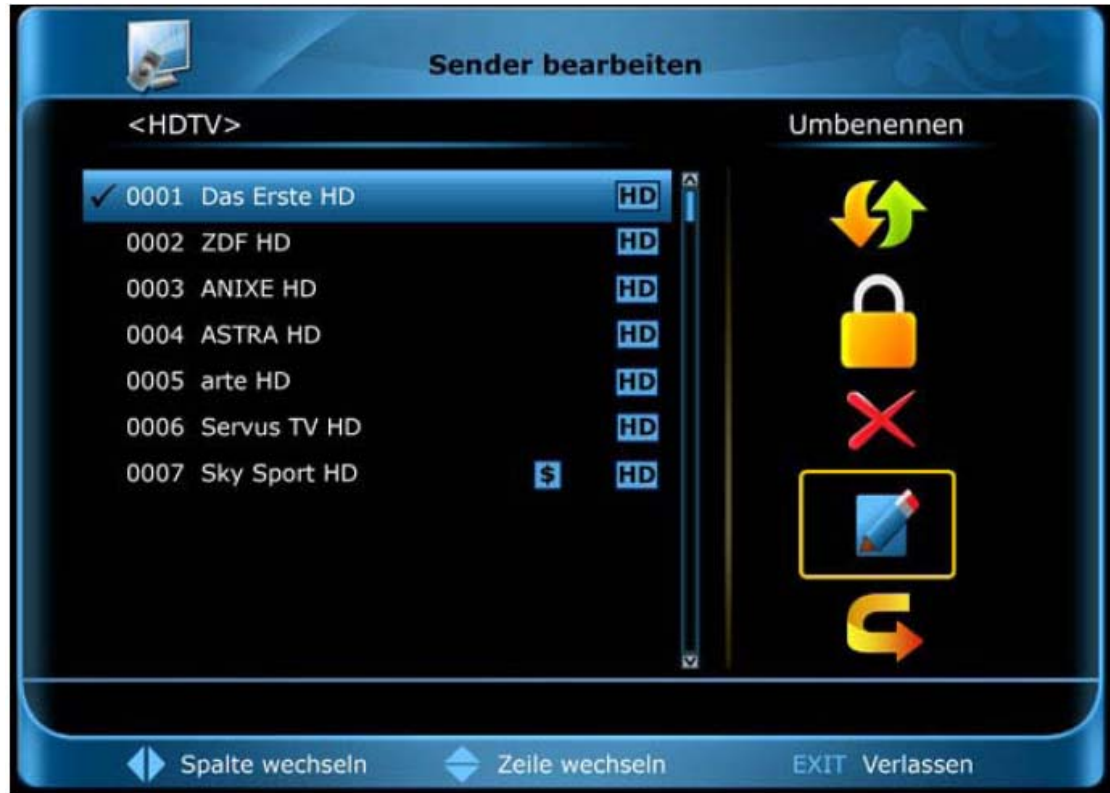 Sender bearbeiten
<HDTV>
Umbenennen
0001 Das Erste HD HD
0002 ZDF HD HD
0003 ANIXE HD HD
0004 ASTRA HD HD
0005 arte HD HD
0006 Servus TV HD HD
0007 Sky Sport HD $ HD
Spalte wechseln Zeile wechseln EXIT Verlassen